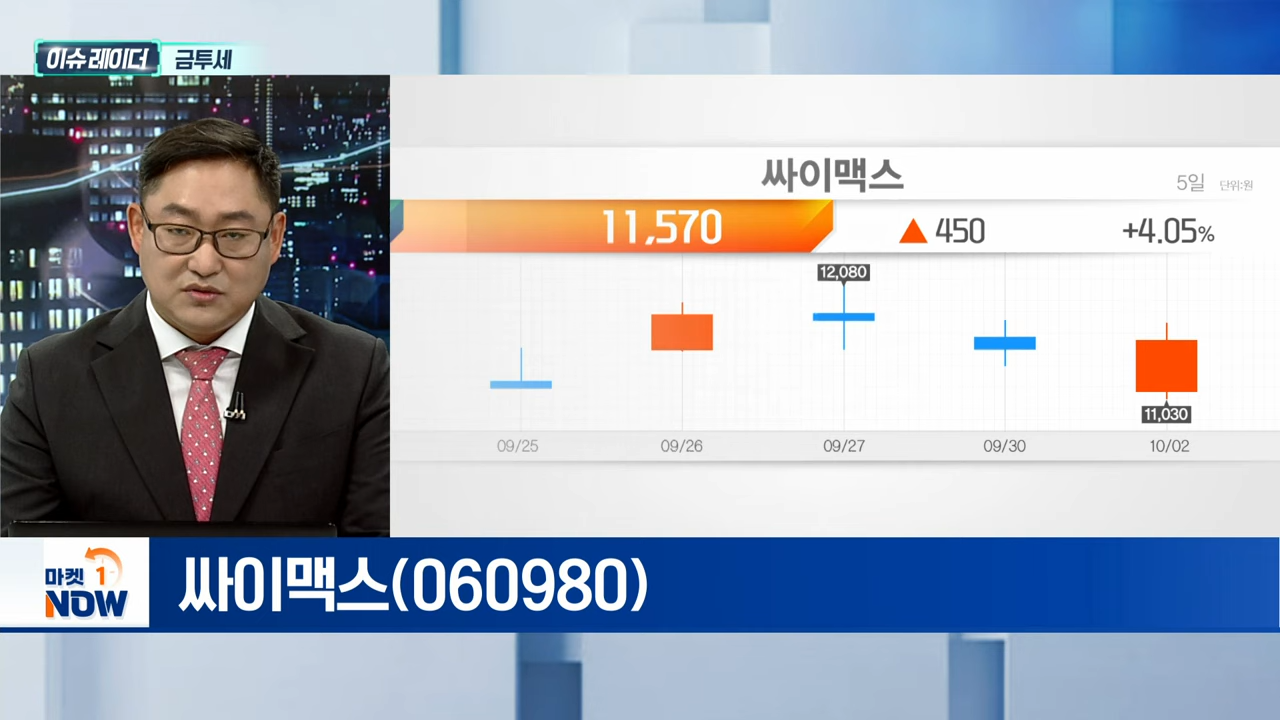 이슈 레이더 금투세
싸이맥스
5일 단위:원
11,570 ▲ 450 +4.05%
12,080
11,030
09/25 09/26 09/27 09/30 10/02
마켓 1
NOW
싸이맥스(060980)